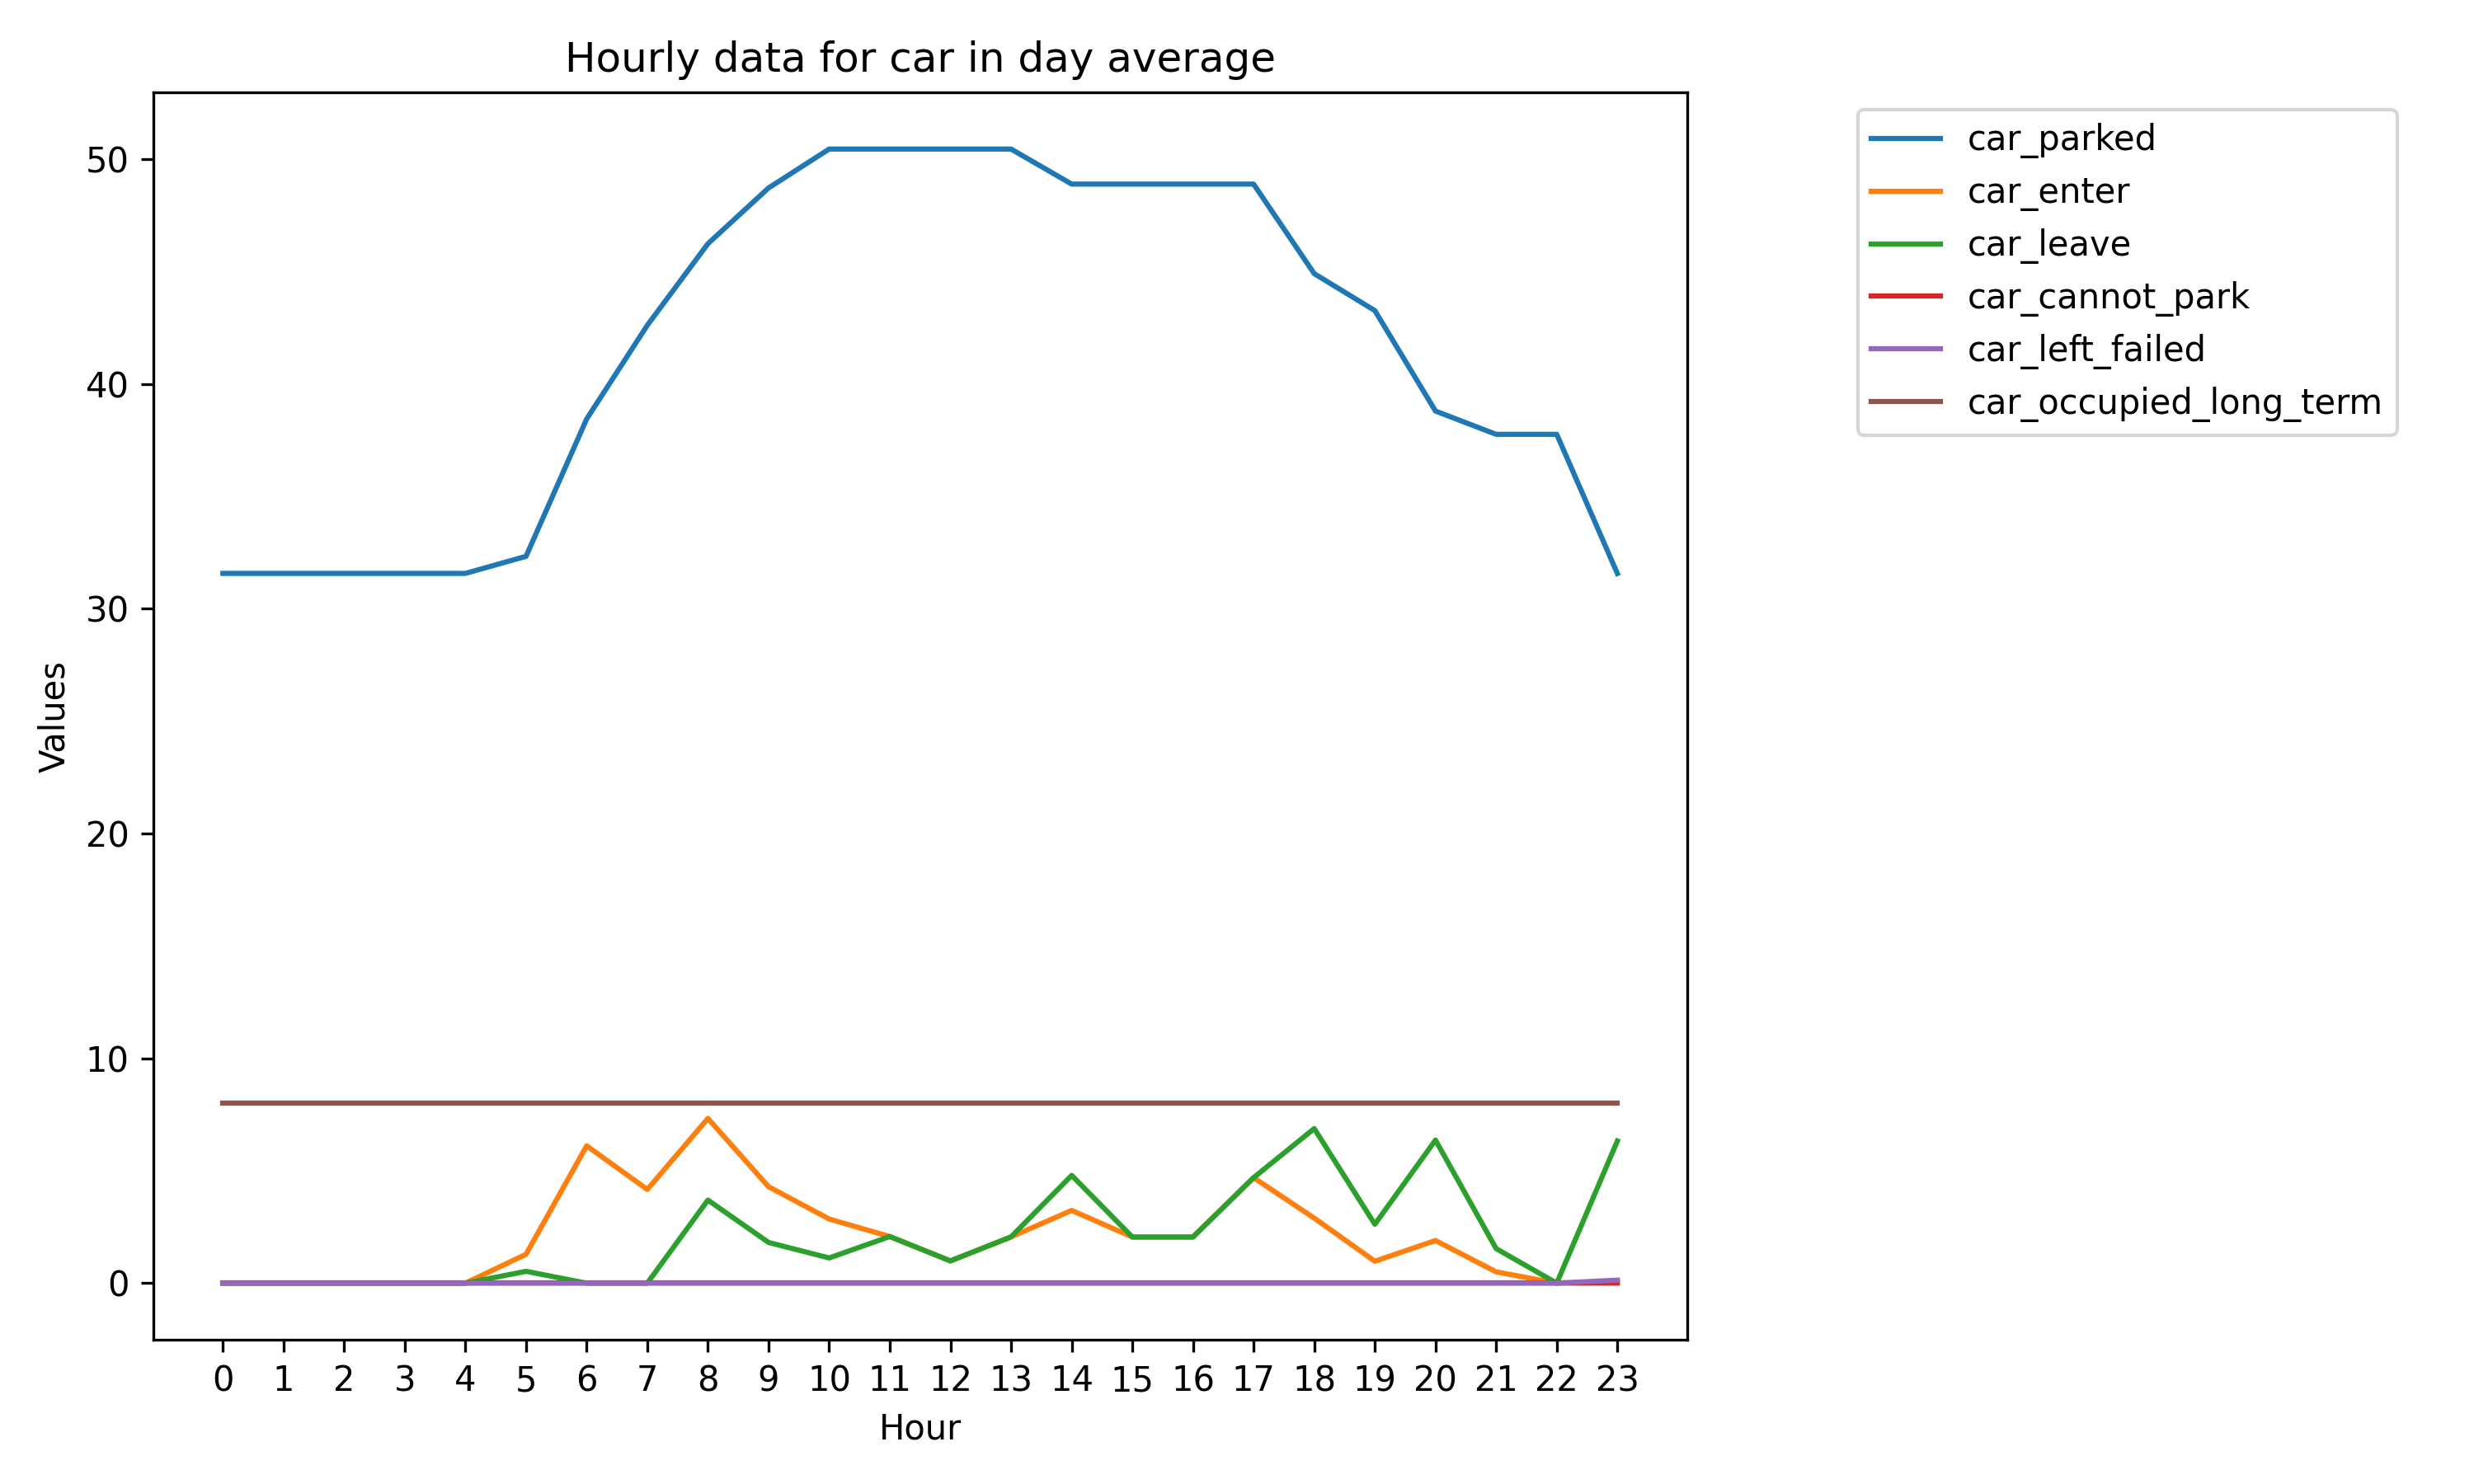 Hourly data for car in day average
car_parked
car_enter
car_leave
car_cannot_park
car_left_failed
car_occupied_long_term
50
40
30
20
10
0
Values
0 1 2 3 4 5 6 7 8 9 10 11 12 13 14 15 16 17 18 19 20 21 22 23
Hour